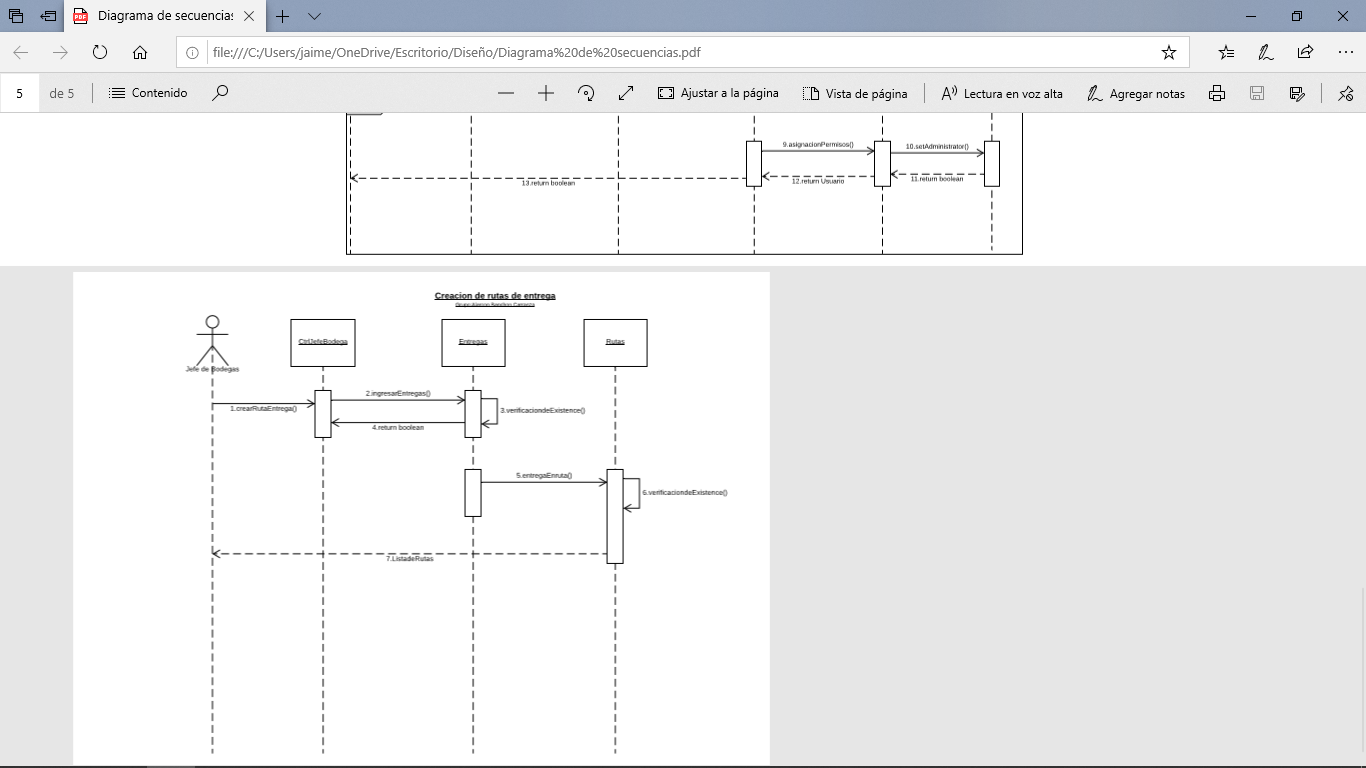 Diagrama de secuencias
file:///C:/Users/jaime/OneDrive/Escritorio/Diseño/Diagrama%20de%20secuencias.pdf
5 de 5 Contenido Ajustar a la página Vista de página Lectura en voz alta Agregar notas
9.asignacionPermisos() 10.setAdministrator()
13.return boolean 12.return Usuario 11.return boolean
Creacion de rutas de entrega
CtrlJefeBodega Entregas Rutas
Jefe de Bodegas
1.crearRutaEntrega() 2.ingresarEntregas() 3.verificaciondeExistence()
4.return boolean
5.entregaEnruta() 6.verificaciondeExistence()
7.ListadeRutas